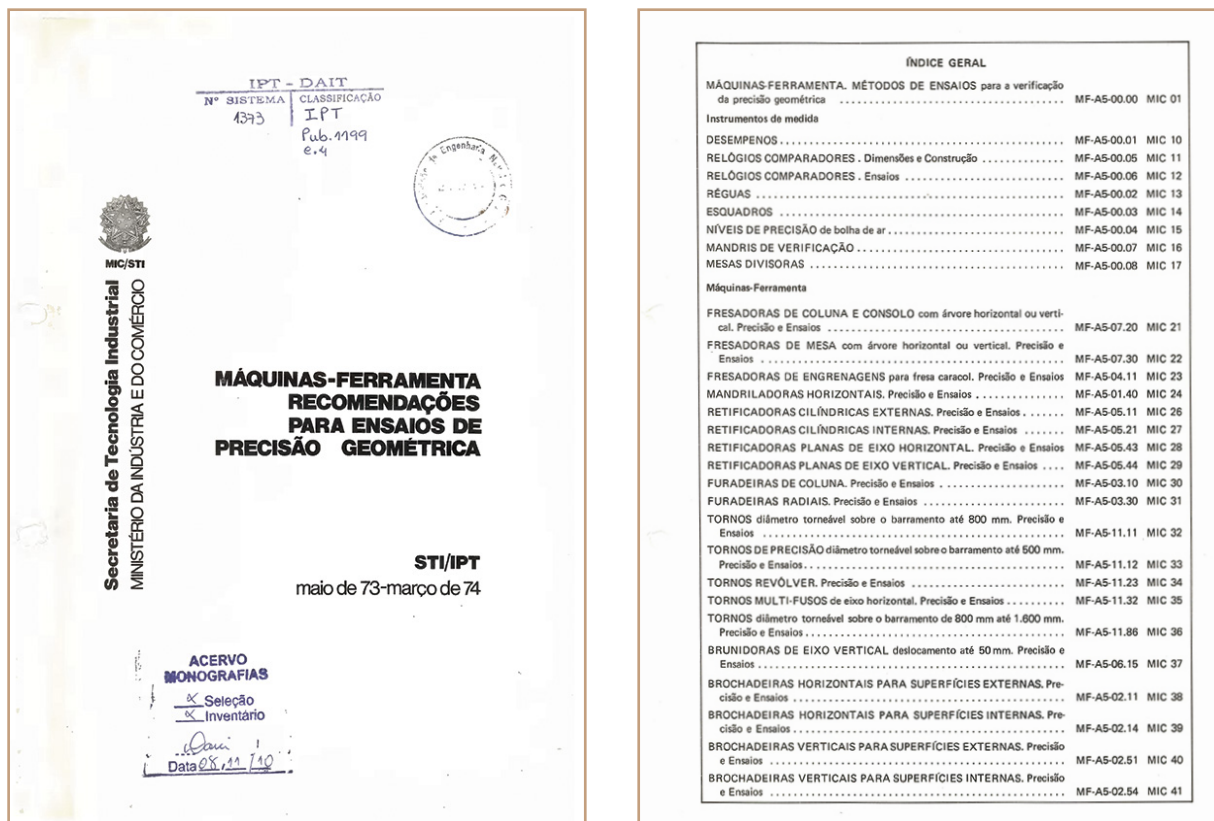 IPT - DAIT
Nº SISTEMA CLASSIFICAÇÃO
1373 IPT
Pub.1199
e.4
de Engenharia
MIC/STI
Secretaria de Tecnologia Industrial
MINISTÉRIO DA INDÚSTRIA E DO COMÉRCIO
MÁQUINAS-FERRAMENTA
RECOMENDAÇÕES
PARA ENSAIOS DE
PRECISÃO GEOMÉTRICA
STI/IPT
maio de 73-março de 74
ACERVO
MONOGRAFIAS
Seleção
Inventário
Data 08.11/10
ÍNDICE GERAL
MÁQUINAS-FERRAMENTA. MÉTODOS DE ENSAIOS para a verificação
da precisão geométrica ........ MF-A5-00.00 MIC 01
Instrumentos de medida
DESEMPENOS ........ MF-A5-00.01 MIC 10
RELÓGIOS COMPARADORES . Dimensões e Construção ........ MF-A5-00.05 MIC 11
RELÓGIOS COMPARADORES . Ensaios ........ MF-A5-00.06 MIC 12
RÉGUAS ........ MF-A5-00.02 MIC 13
ESQUADROS ........ MF-A5-00.03 MIC 14
NÍVEIS DE PRECISÃO de bolha de ar ........ MF-A5-00.04 MIC 15
MANDRIS DE VERIFICAÇÃO ........ MF-A5-00.07 MIC 16
MESAS DIVISORAS ........ MF-A5-00.08 MIC 17
Máquinas-Ferramenta
FRESADORAS DE COLUNA E CONSOLO com árvore horizontal ou verti-
cal. Precisão e Ensaios ........ MF-A5-07.20 MIC 21
FRESADORAS DE MESA com árvore horizontal ou vertical. Precisão e
Ensaios ........ MF-A5-07.30 MIC 22
FRESADORAS DE ENGRENAGENS para fresa caracol. Precisão e Ensaios MF-A5-04.11 MIC 23
MANDRILADORAS HORIZONTAIS. Precisão e Ensaios ........ MF-A5-01.40 MIC 24
RETIFICADORAS CILÍNDRICAS EXTERNAS. Precisão e Ensaios ........ MF-A5-05.11 MIC 26
RETIFICADORAS CILÍNDRICAS INTERNAS. Precisão e Ensaios ........ MF-A5-05.21 MIC 27
RETIFICADORAS PLANAS DE EIXO HORIZONTAL. Precisão e Ensaios MF-A5-05.43 MIC 28
RETIFICADORAS PLANAS DE EIXO VERTICAL. Precisão e Ensaios .... MF-A5-05.44 MIC 29
FURADEIRAS DE COLUNA. Precisão e Ensaios ........ MF-A5-03.10 MIC 30
FURADEIRAS RADIAIS. Precisão e Ensaios ........ MF-A5-03.30 MIC 31
TORNOS diâmetro torneável sobre o barramento até 800 mm. Precisão e
Ensaios ........ MF-A5-11.11 MIC 32
TORNOS DE PRECISÃO diâmetro torneável sobre o barramento até 500 mm.
Precisão e Ensaios ........ MF-A5-11.12 MIC 33
TORNOS REVÓLVER. Precisão e Ensaios ........ MF-A5-11.23 MIC 34
TORNOS MULTI-FUSOS de eixo horizontal. Precisão e Ensaios ........ MF-A5-11.32 MIC 35
TORNOS diâmetro torneável sobre o barramento de 800 mm até 1.600 mm.
Precisão e Ensaios ........ MF-A5-11.86 MIC 36
BRUNIDORAS DE EIXO VERTICAL deslocamento até 50 mm. Precisão e
Ensaios ........ MF-A5-06.15 MIC 37
BROCHADEIRAS HORIZONTAIS PARA SUPERFÍCIES EXTERNAS. Pre-
cisão e Ensaios ........ MF-A5-02.11 MIC 38
BROCHADEIRAS HORIZONTAIS PARA SUPERFÍCIES INTERNAS. Pre-
cisão e Ensaios ........ MF-A5-02.14 MIC 39
BROCHADEIRAS VERTICAIS PARA SUPERFÍCIES EXTERNAS. Precisão
e Ensaios ........ MF-A5-02.51 MIC 40
BROCHADEIRAS VERTICAIS PARA SUPERFÍCIES INTERNAS. Precisão
e Ensaios ........ MF-A5-02.54 MIC 41